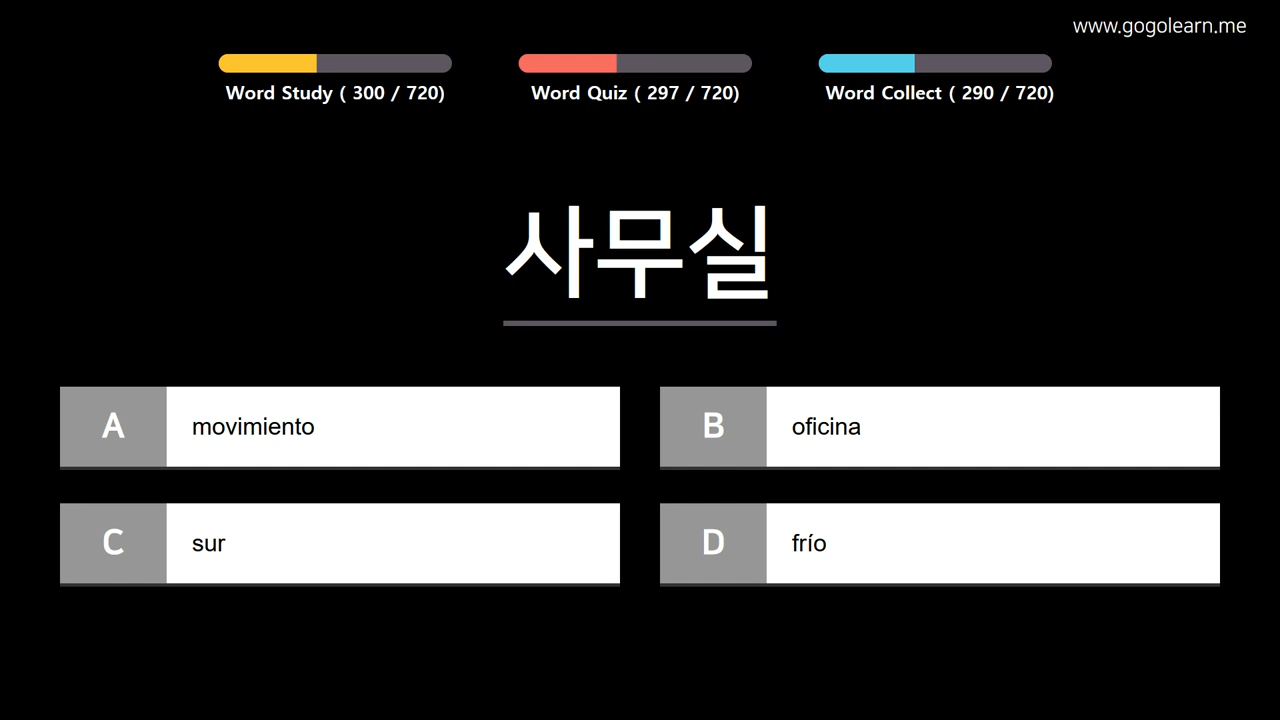 www.gogolearn.me
Word Study ( 300 / 720)
Word Quiz ( 297 / 720)
Word Collect ( 290 / 720)
사무실
A movimiento
B oficina
C sur
D frío